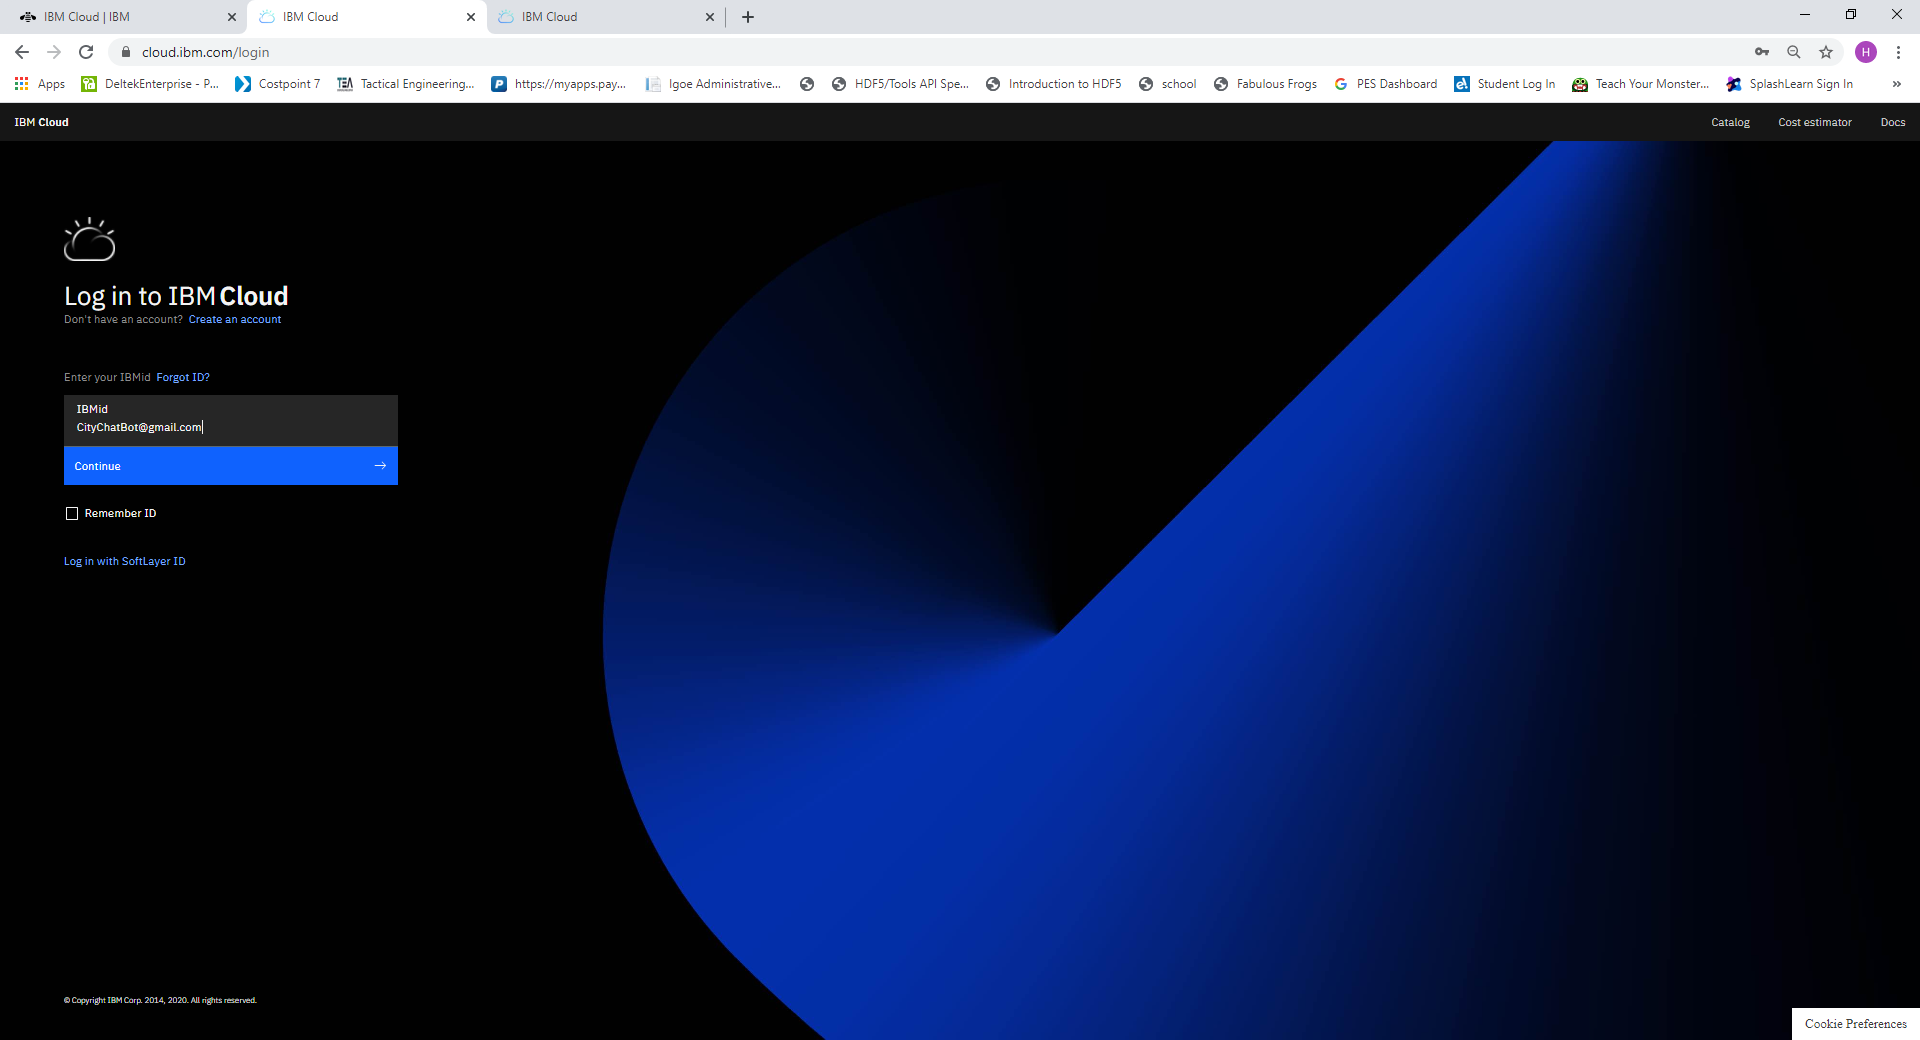 IBM Cloud | IBM
IBM Cloud
IBM Cloud
cloud.ibm.com/login
H
Apps
DeltekEnterprise - P...
Costpoint 7
TEA
Tactical Engineering...
https://myapps.pay...
Igoe Administrative...
HDF5/Tools API Spe...
Introduction to HDF5
school
Fabulous Frogs
PES Dashboard
Student Log In
Teach Your Monster...
SplashLearn Sign In
»
IBM Cloud
Catalog
Cost estimator
Docs
Log in to IBM Cloud
Don't have an account? Create an account
Enter your IBMid Forgot ID?
IBMid
CityChatBot@gmail.com
Continue
Remember ID
Log in with SoftLayer ID
© Copyright IBM Corp. 2014, 2020. All rights reserved.
Cookie Preferences